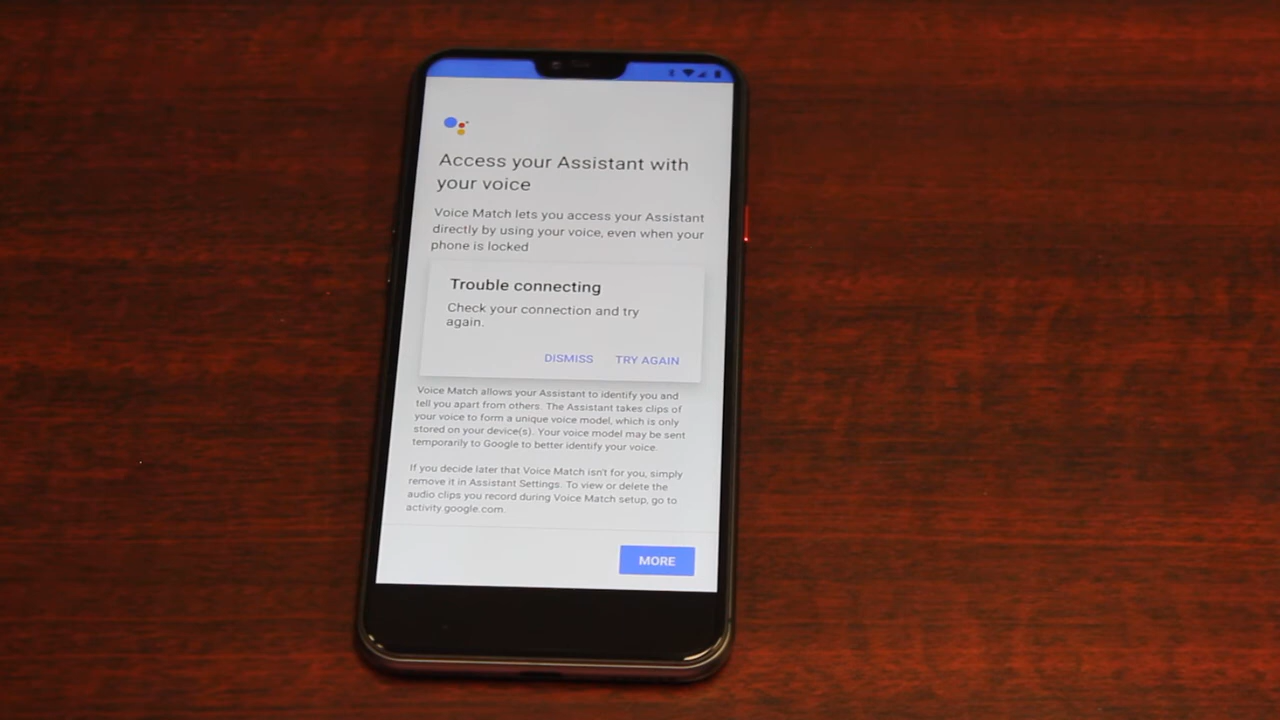 Access your Assistant with
your voice
Voice Match lets you access your Assistant
directly by using your voice, even when your
phone is locked
Trouble connecting
Check your connection and try
again.
DISMISS TRY AGAIN
Voice Match allows your Assistant to identify you and
tell you apart from others. The Assistant takes clips of
your voice to form a unique voice model, which is only
stored on your device(s). Your voice model may be sent
temporarily to Google to better identify your voice.
If you decide later that Voice Match isn't for you, simply
remove it in Assistant Settings. To view or delete the
audio clips you record during Voice Match setup, go to
activity.google.com.
MORE